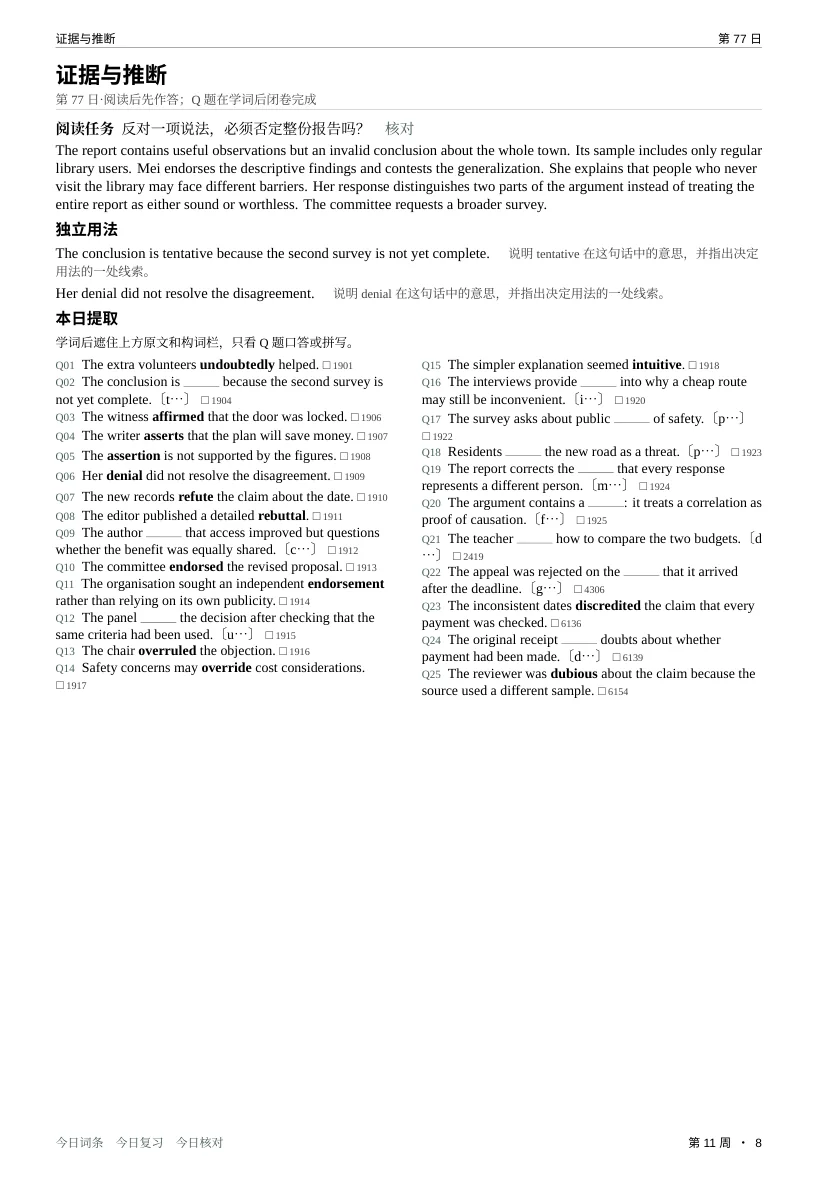 证据与推断 第 77 日
证据与推断
第 77 日·阅读后先作答；Q 题在学词后闭卷完成
阅读任务 反对一项说法，必须否定整份报告吗？ 核对
The report contains useful observations but an invalid conclusion about the whole town. Its sample includes only regular
library users. Mei endorses the descriptive findings and contests the generalization. She explains that people who never
visit the library may face different barriers. Her response distinguishes two parts of the argument instead of treating the
entire report as either sound or worthless. The committee requests a broader survey.
独立用法
The conclusion is tentative because the second survey is not yet complete. 说明 tentative 在这句话中的意思，并指出决定
用法的一处线索。
Her denial did not resolve the disagreement. 说明 denial 在这句话中的意思，并指出决定用法的一处线索。
本日提取
学词后遮住上方原文和构词栏，只看 Q 题口答或拼写。
Q01 The extra volunteers undoubtedly helped. □ 1901
Q02 The conclusion is _____ because the second survey is
not yet complete.〔t···〕 □ 1904
Q03 The witness affirmed that the door was locked. □ 1906
Q04 The writer asserts that the plan will save money. □ 1907
Q05 The assertion is not supported by the figures. □ 1908
Q06 Her denial did not resolve the disagreement. □ 1909
Q07 The new records refute the claim about the date. □ 1910
Q08 The editor published a detailed rebuttal. □ 1911
Q09 The author _____ that access improved but questions
whether the benefit was equally shared.〔c···〕 □ 1912
Q10 The committee endorsed the revised proposal. □ 1913
Q11 The organisation sought an independent endorsement
rather than relying on its own publicity. □ 1914
Q12 The panel _____ the decision after checking that the
same criteria had been used.〔u···〕 □ 1915
Q13 The chair overruled the objection. □ 1916
Q14 Safety concerns may override cost considerations.
□ 1917
Q15 The simpler explanation seemed intuitive. □ 1918
Q16 The interviews provide _____ into why a cheap route
may still be inconvenient.〔i···〕 □ 1920
Q17 The survey asks about public _____ of safety.〔p···〕
□ 1922
Q18 Residents _____ the new road as a threat.〔p···〕 □ 1923
Q19 The report corrects the _____ that every response
represents a different person.〔m···〕 □ 1924
Q20 The argument contains a _____: it treats a correlation as
proof of causation.〔f···〕 □ 1925
Q21 The teacher _____ how to compare the two budgets.〔d
···〕 □ 2419
Q22 The appeal was rejected on the _____ that it arrived
after the deadline.〔g···〕 □ 4306
Q23 The inconsistent dates discredited the claim that every
payment was checked. □ 6136
Q24 The original receipt _____ doubts about whether
payment had been made.〔d···〕 □ 6139
Q25 The reviewer was dubious about the claim because the
source used a different sample. □ 6154
今日词条 今日复习 今日核对 第 11 周 · 8